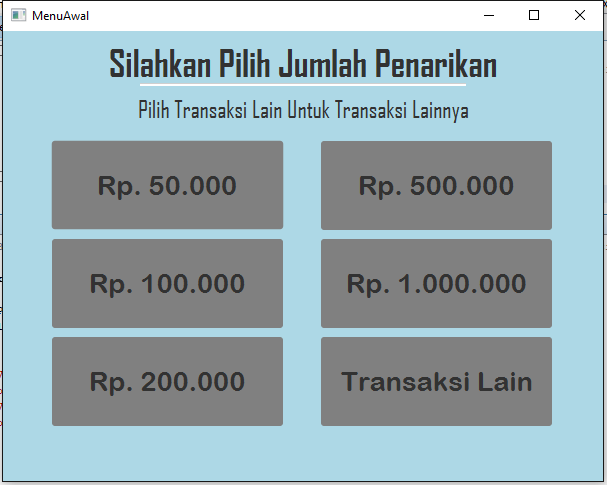 MenuAwal
Silahkan Pilih Jumlah Penarikan
Pilih Transaksi Lain Untuk Transaksi Lainnya
Rp. 50.000
Rp. 500.000
Rp. 100.000
Rp. 1.000.000
Rp. 200.000
Transaksi Lain